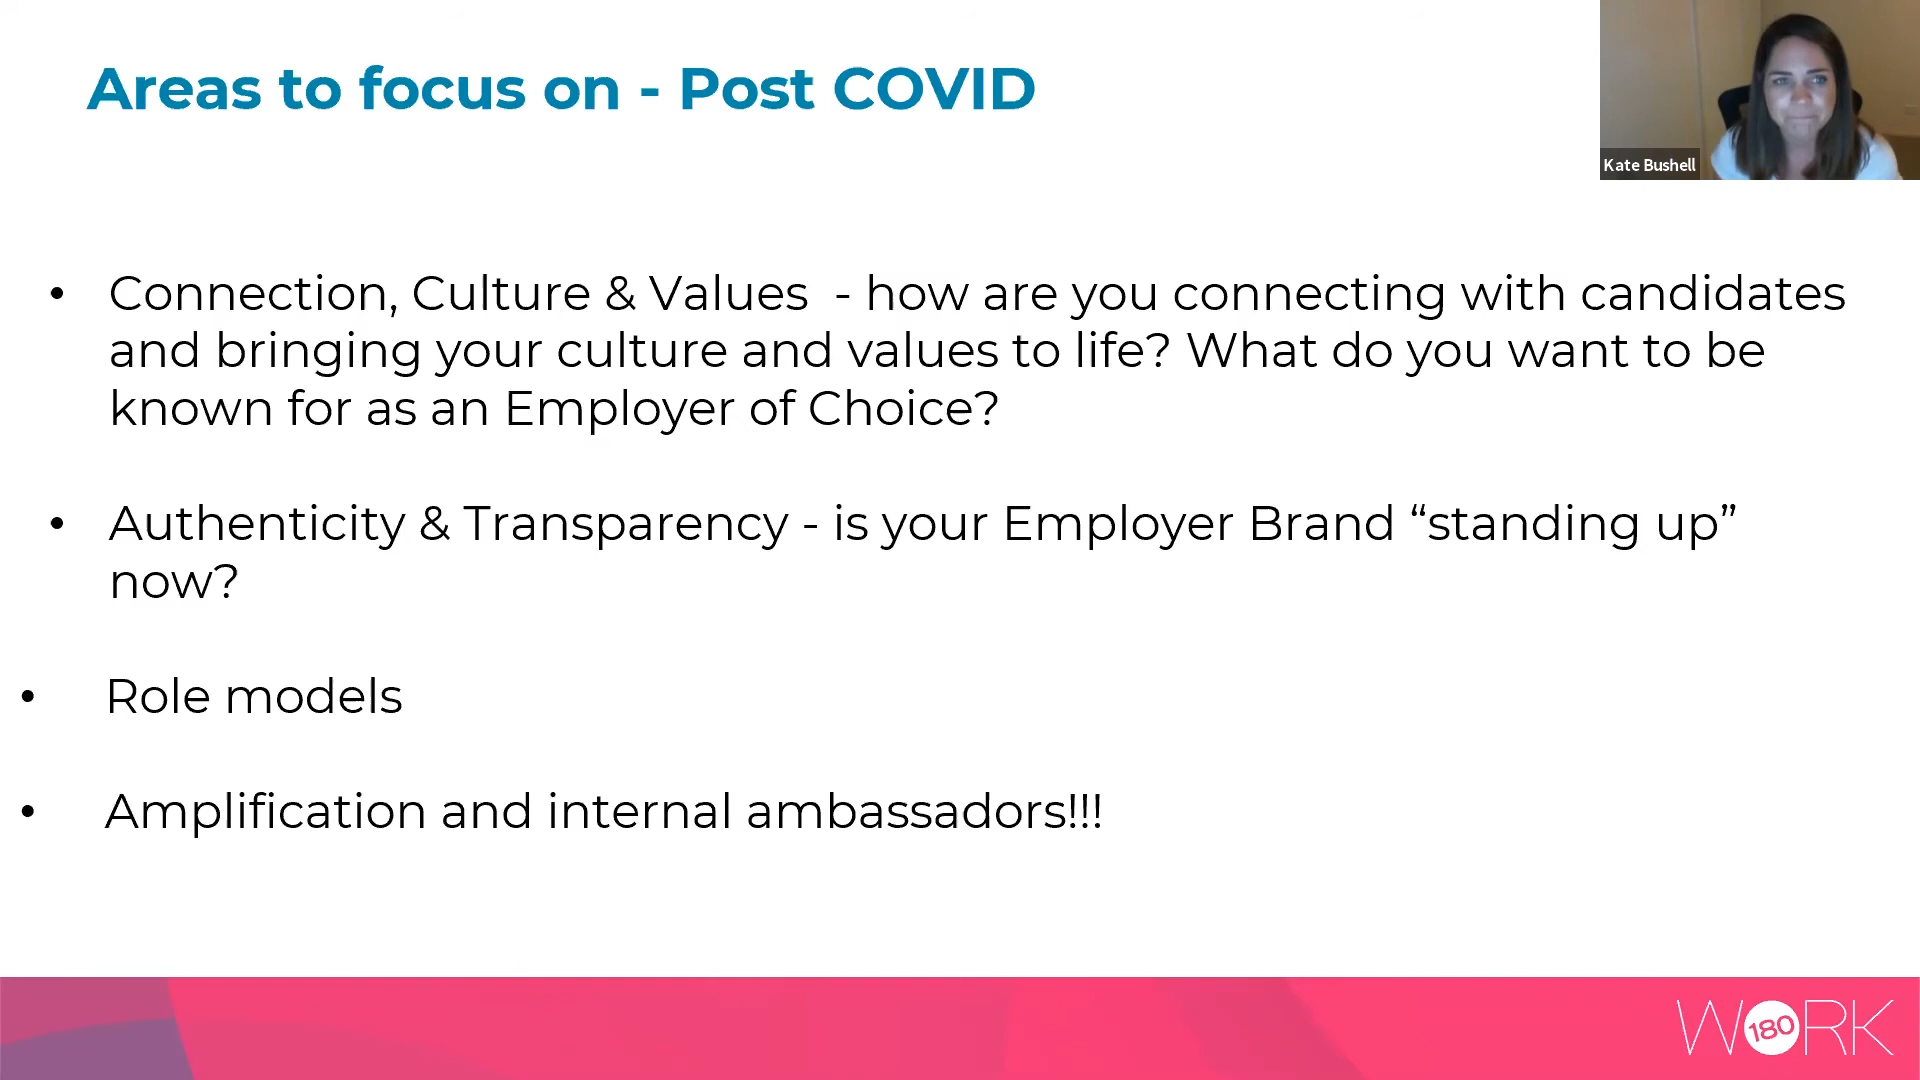 Areas to focus on - Post COVID
Kate Bushell
• Connection, Culture & Values - how are you connecting with candidates
and bringing your culture and values to life? What do you want to be
known for as an Employer of Choice?
• Authenticity & Transparency - is your Employer Brand “standing up”
now?
• Role models
• Amplification and internal ambassadors!!!
WORK
180